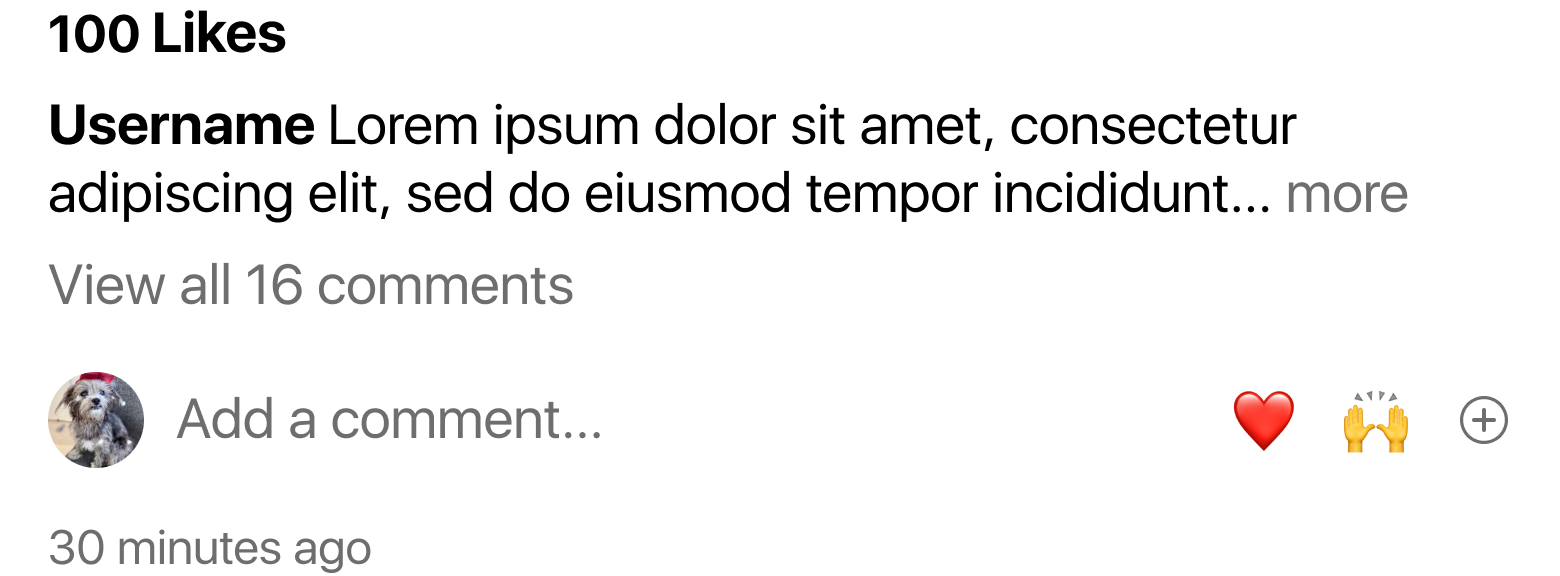 100 Likes
Username Lorem ipsum dolor sit amet, consectetur
adipiscing elit, sed do eiusmod tempor incididunt... more
View all 16 comments
Add a comment...
30 minutes ago